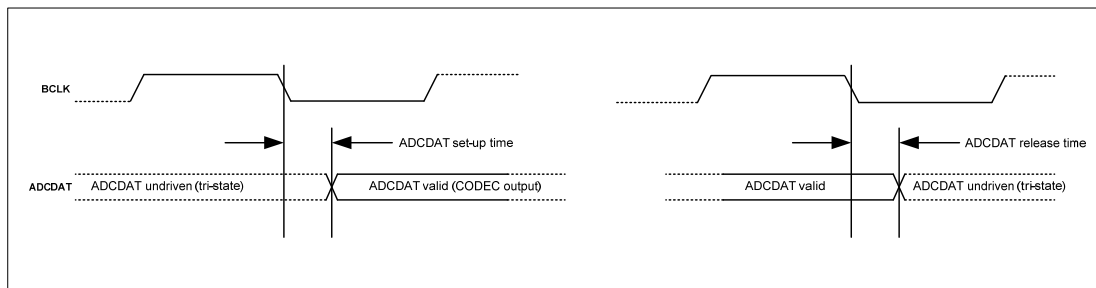 BCLK
ADCDAT set-up time
ADCDAT release time
ADCDAT
ADCDAT undriven (tri-state)
ADCDAT valid (CODEC output)
ADCDAT valid
ADCDAT undriven (tri-state)